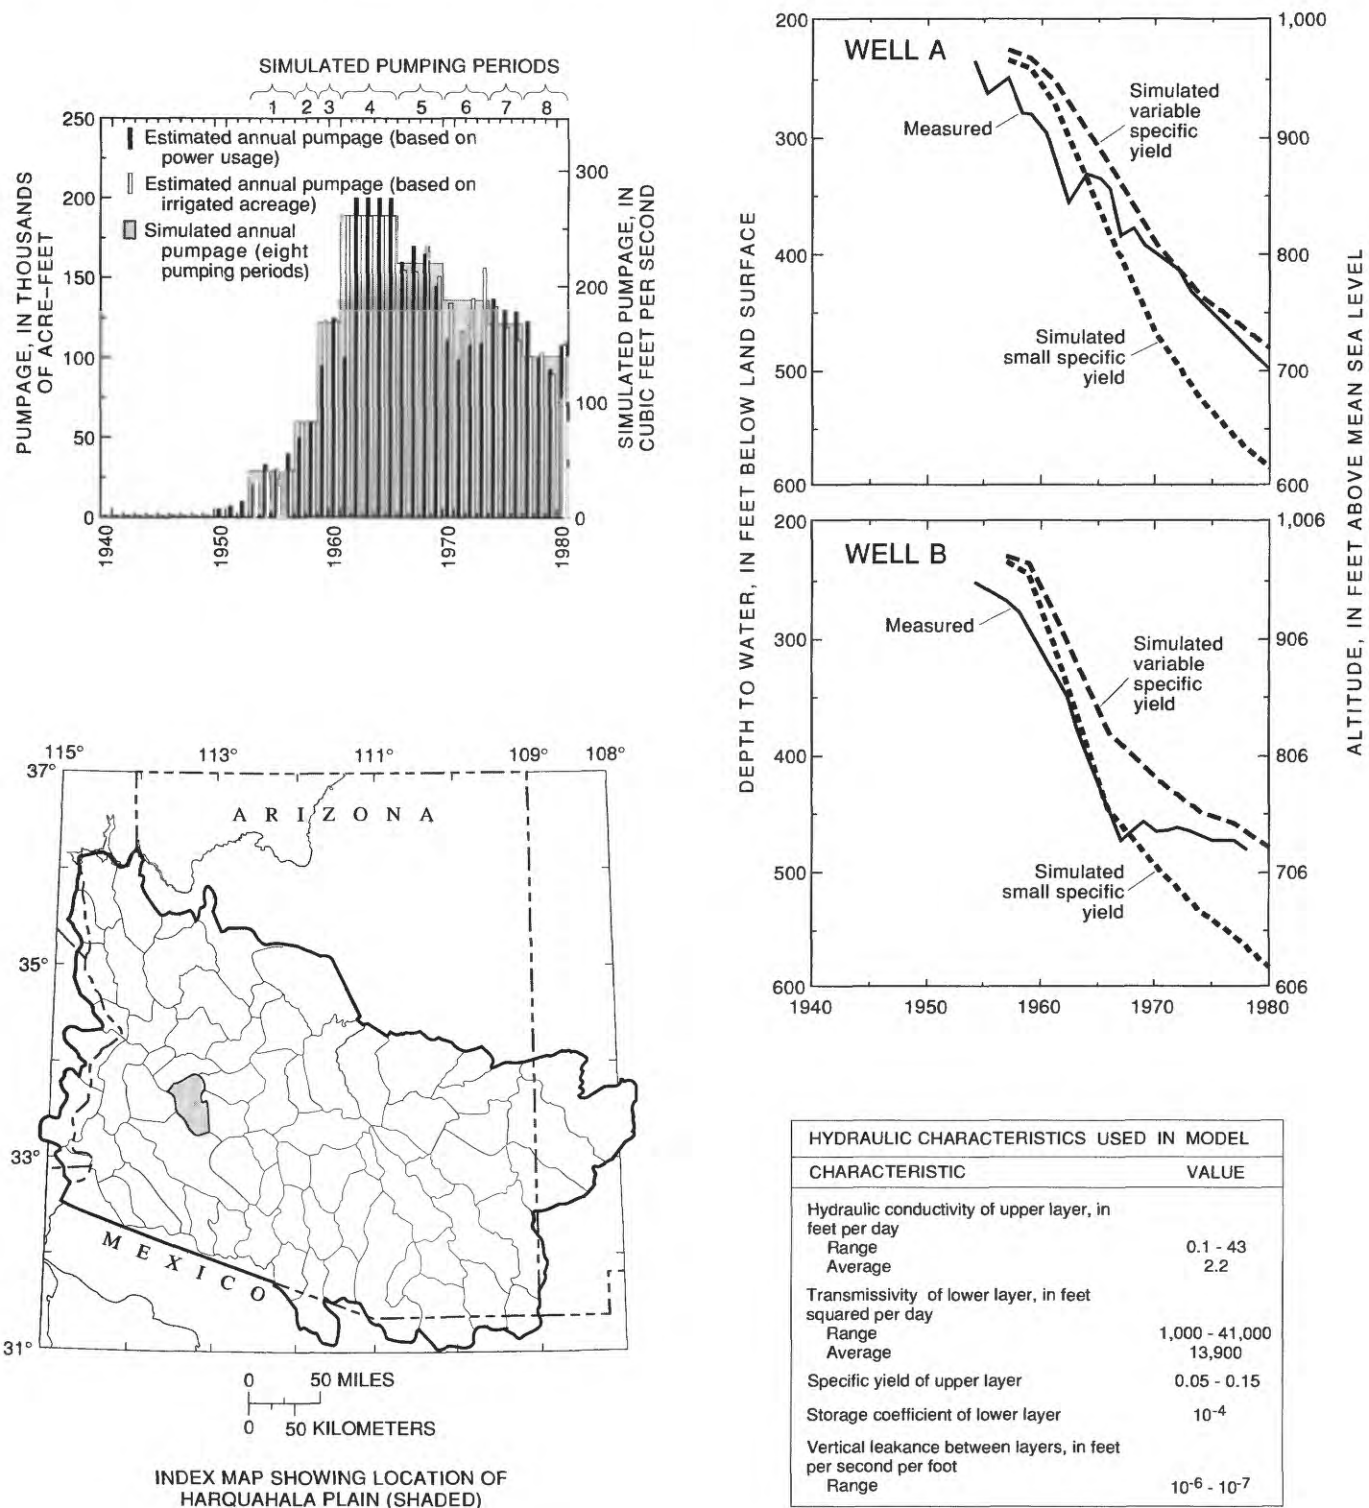 SIMULATED PUMPING PERIODS
1 2 3 4 5 6 7 8
250
200
150
100
50
0
PUMPAGE, IN THOUSANDS
OF ACRE–FEET
Estimated annual pumpage (based on
power usage)
Estimated annual pumpage (based on
irrigated acreage)
Simulated annual
pumpage (eight
pumping periods)
300
200
100
0
SIMULATED PUMPAGE, IN
CUBIC FEET PER SECOND
1940
1950
1960
1970
1980
DEPTH TO WATER, IN FEET BELOW LAND SURFACE
ALTITUDE, IN FEET ABOVE MEAN SEA LEVEL
200
300
400
500
600
WELL A
Measured
Simulated
variable
specific
yield
Simulated
small specific
yield
1,000
900
800
700
600
200
300
400
500
600
WELL B
Measured
Simulated
variable
specific
yield
Simulated
small specific
yield
1,006
906
806
706
606
1940 1950 1960 1970 1980
115° 113° 111° 109° 108°
37°
35°
33°
31°
ARIZONA
MEXICO
0 50 MILES
0 50 KILOMETERS
INDEX MAP SHOWING LOCATION OF
HARQUAHALA PLAIN (SHADED)
HYDRAULIC CHARACTERISTICS USED IN MODEL
CHARACTERISTIC VALUE
Hydraulic conductivity of upper layer, in
feet per day
Range 0.1 - 43
Average 2.2
Transmissivity of lower layer, in feet
squared per day
Range 1,000 - 41,000
Average 13,900
Specific yield of upper layer 0.05 - 0.15
Storage coefficient of lower layer 10⁻⁴
Vertical leakance between layers, in feet
per second per foot
Range 10⁻⁶ - 10⁻⁷